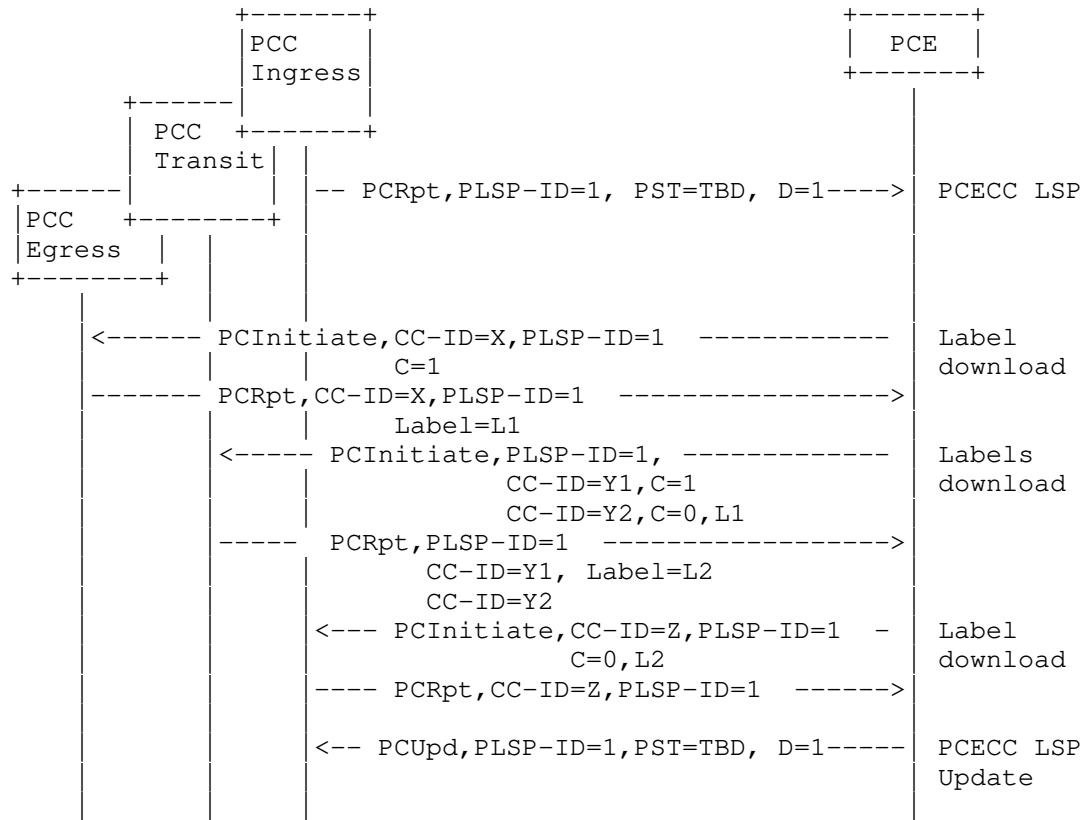 PCC PCE
Ingress
PCC
Transit
-- PCRpt,PLSP-ID=1, PST=TBD, D=1----> PCECC LSP
PCC
Egress
<------ PCInitiate,CC-ID=X,PLSP-ID=1 ------------ Label
C=1 download
------- PCRpt,CC-ID=X,PLSP-ID=1 ----------------->
Label=L1
<----- PCInitiate,PLSP-ID=1, ------------- Labels
CC-ID=Y1,C=1 download
CC-ID=Y2,C=0,L1
----- PCRpt,PLSP-ID=1 ------------------>
CC-ID=Y1, Label=L2
CC-ID=Y2
<--- PCInitiate,CC-ID=Z,PLSP-ID=1 - Label
C=0,L2 download
---- PCRpt,CC-ID=Z,PLSP-ID=1 ------>
<-- PCUpd,PLSP-ID=1,PST=TBD, D=1----- PCECC LSP
Update